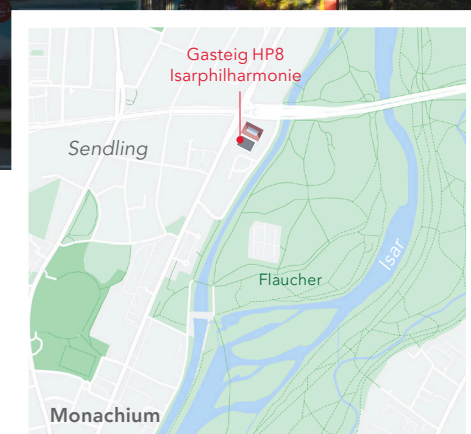 Gasteig HP8
Isarphilharmonie
Sendling
Isar
Flaucher
Monachium